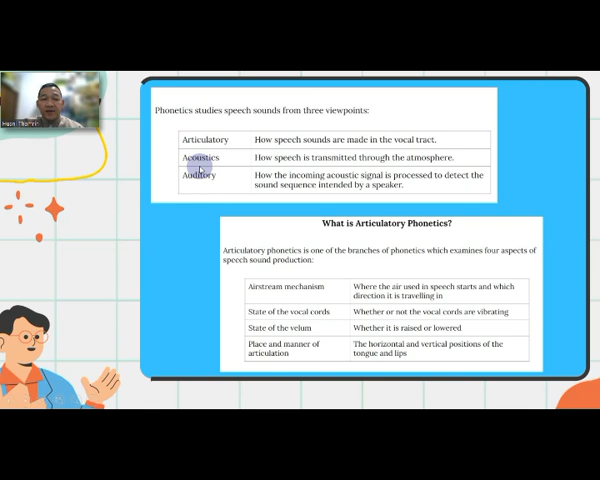 Phonetics studies speech sounds from three viewpoints:
Articulatory How speech sounds are made in the vocal tract.
Acoustics How speech is transmitted through the atmosphere.
Auditory How the incoming acoustic signal is processed to detect the
sound sequence intended by a speaker.
What is Articulatory Phonetics?
Articulatory phonetics is one of the branches of phonetics which examines four aspects of
speech sound production:
Airstream mechanism Where the air used in speech starts and which
direction it is travelling in
State of the vocal cords Whether or not the vocal cords are vibrating
State of the velum Whether it is raised or lowered
Place and manner of The horizontal and vertical positions of the
articulation tongue and lips